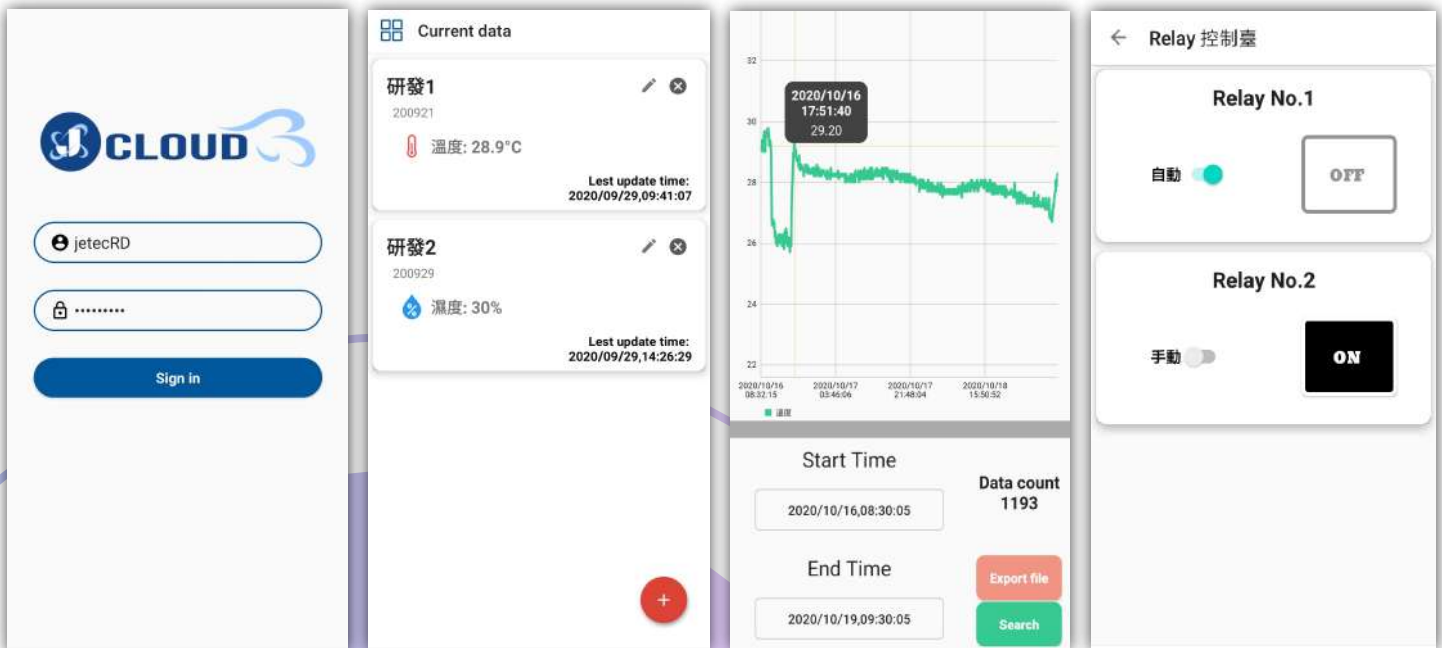 CLOUD
jetecRD
•••••••••
Sign in
Current data
研發1
200921
溫度: 28.9°C
Last update time:
2020/09/29,09:41:07
研發2
200929
濕度: 30%
Last update time:
2020/09/29,14:26:29
+
32
30
28
26
24
22
2020/10/16
17:51:40
29.20
2020/10/16
08:32:15
2020/10/17
03:46:06
2020/10/17
21:48:04
2020/10/18
15:50:52
溫度
Start Time
2020/10/16,08:30:05
Data count
1193
End Time
2020/10/19,09:30:05
Export file
Search
Relay 控制臺
Relay No.1
自動
OFF
Relay No.2
手動
ON